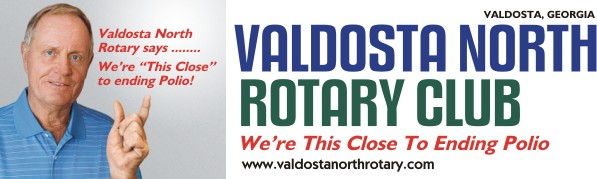 Valdosta North
Rotary says ........
We're "This Close"
to ending Polio!
VALDOSTA, GEORGIA
VALDOSTA NORTH
ROTARY CLUB
We're This Close To Ending Polio
www.valdostanorthrotary.com